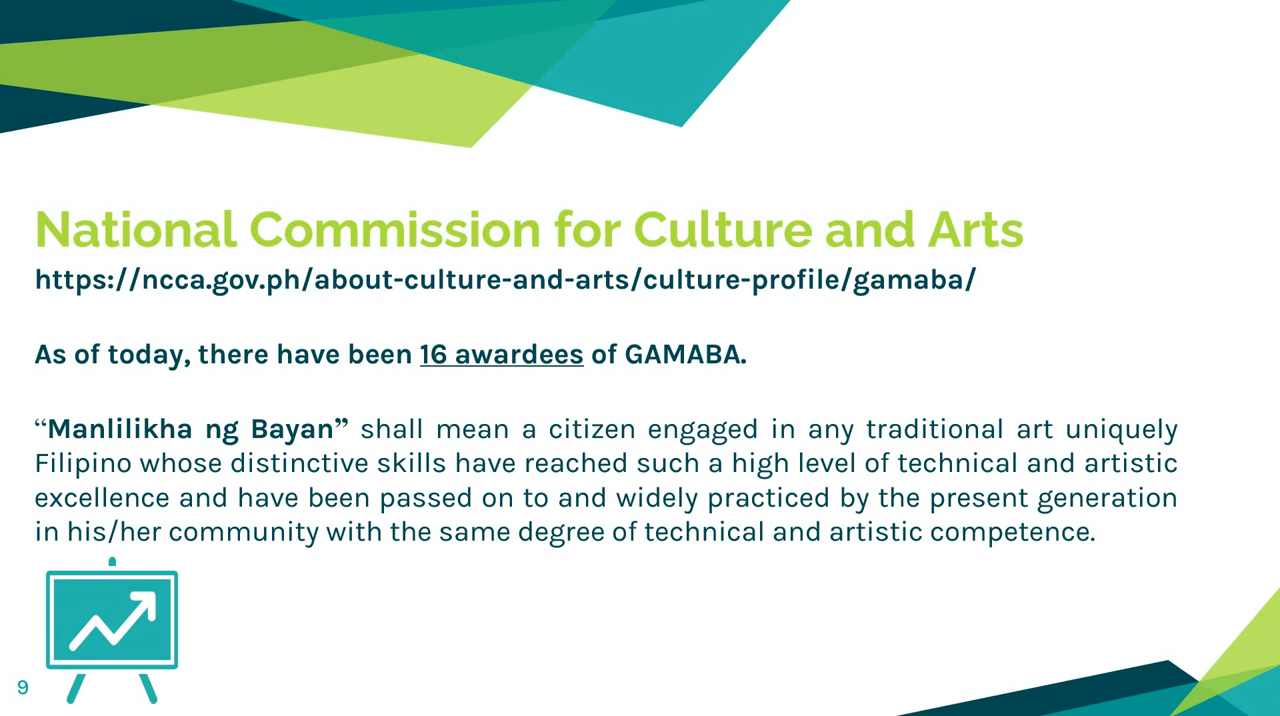 National Commission for Culture and Arts
https://ncca.gov.ph/about-culture-and-arts/culture-profile/gamaba/
As of today, there have been 16 awardees of GAMABA.
“Manlilikha ng Bayan” shall mean a citizen engaged in any traditional art uniquely
Filipino whose distinctive skills have reached such a high level of technical and artistic
excellence and have been passed on to and widely practiced by the present generation
in his/her community with the same degree of technical and artistic competence.
9